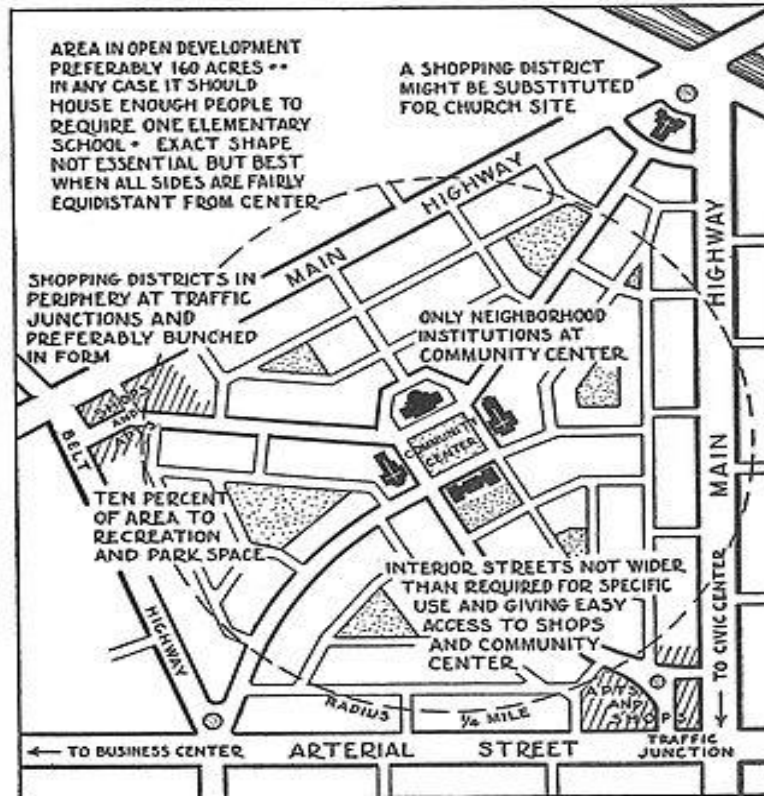 AREA IN OPEN DEVELOPMENT
PREFERABLY 160 ACRES ••
IN ANY CASE IT SHOULD
HOUSE ENOUGH PEOPLE TO
REQUIRE ONE ELEMENTARY
SCHOOL • EXACT SHAPE
NOT ESSENTIAL BUT BEST
WHEN ALL SIDES ARE FAIRLY
EQUIDISTANT FROM CENTER
A SHOPPING DISTRICT
MIGHT BE SUBSTITUTED
FOR CHURCH SITE
MAIN HIGHWAY
HIGHWAY
MAIN
SHOPPING DISTRICTS IN
PERIPHERY AT TRAFFIC
JUNCTIONS AND
PREFERABLY BUNCHED
IN FORM
ONLY NEIGHBORHOOD
INSTITUTIONS AT
COMMUNITY CENTER
SHOPS
AND
APTS
BELT
HIGHWAY
COMMUNITY
CENTER
TEN PERCENT
OF AREA TO
RECREATION
AND PARK SPACE
INTERIOR STREETS NOT WIDER
THAN REQUIRED FOR SPECIFIC
USE AND GIVING EASY
ACCESS TO SHOPS
AND COMMUNITY
CENTER
TO CIVIC CENTER
RADIUS 1/4 MILE
APTS
AND
SHOPS
TRAFFIC
JUNCTION
← TO BUSINESS CENTER
ARTERIAL STREET